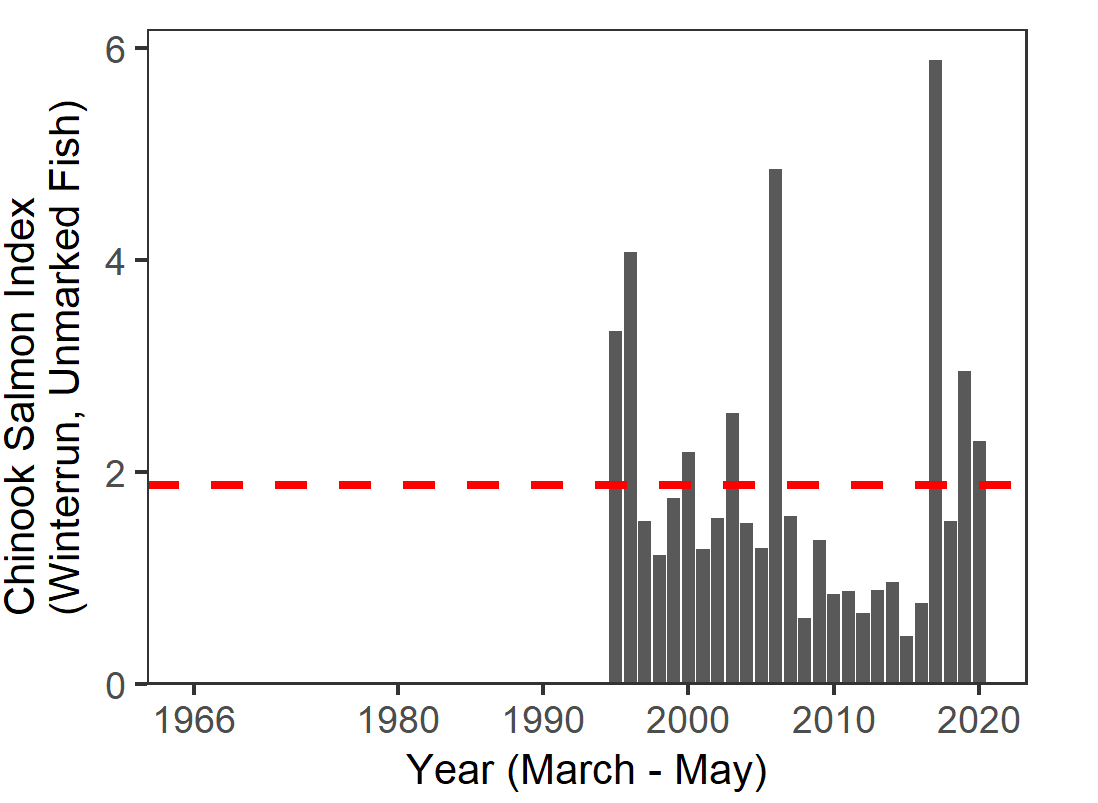 Chinook Salmon Index
(Winterrun, Unmarked Fish)
6
4
2
0
1966 1980 1990 2000 2010 2020
Year (March - May)